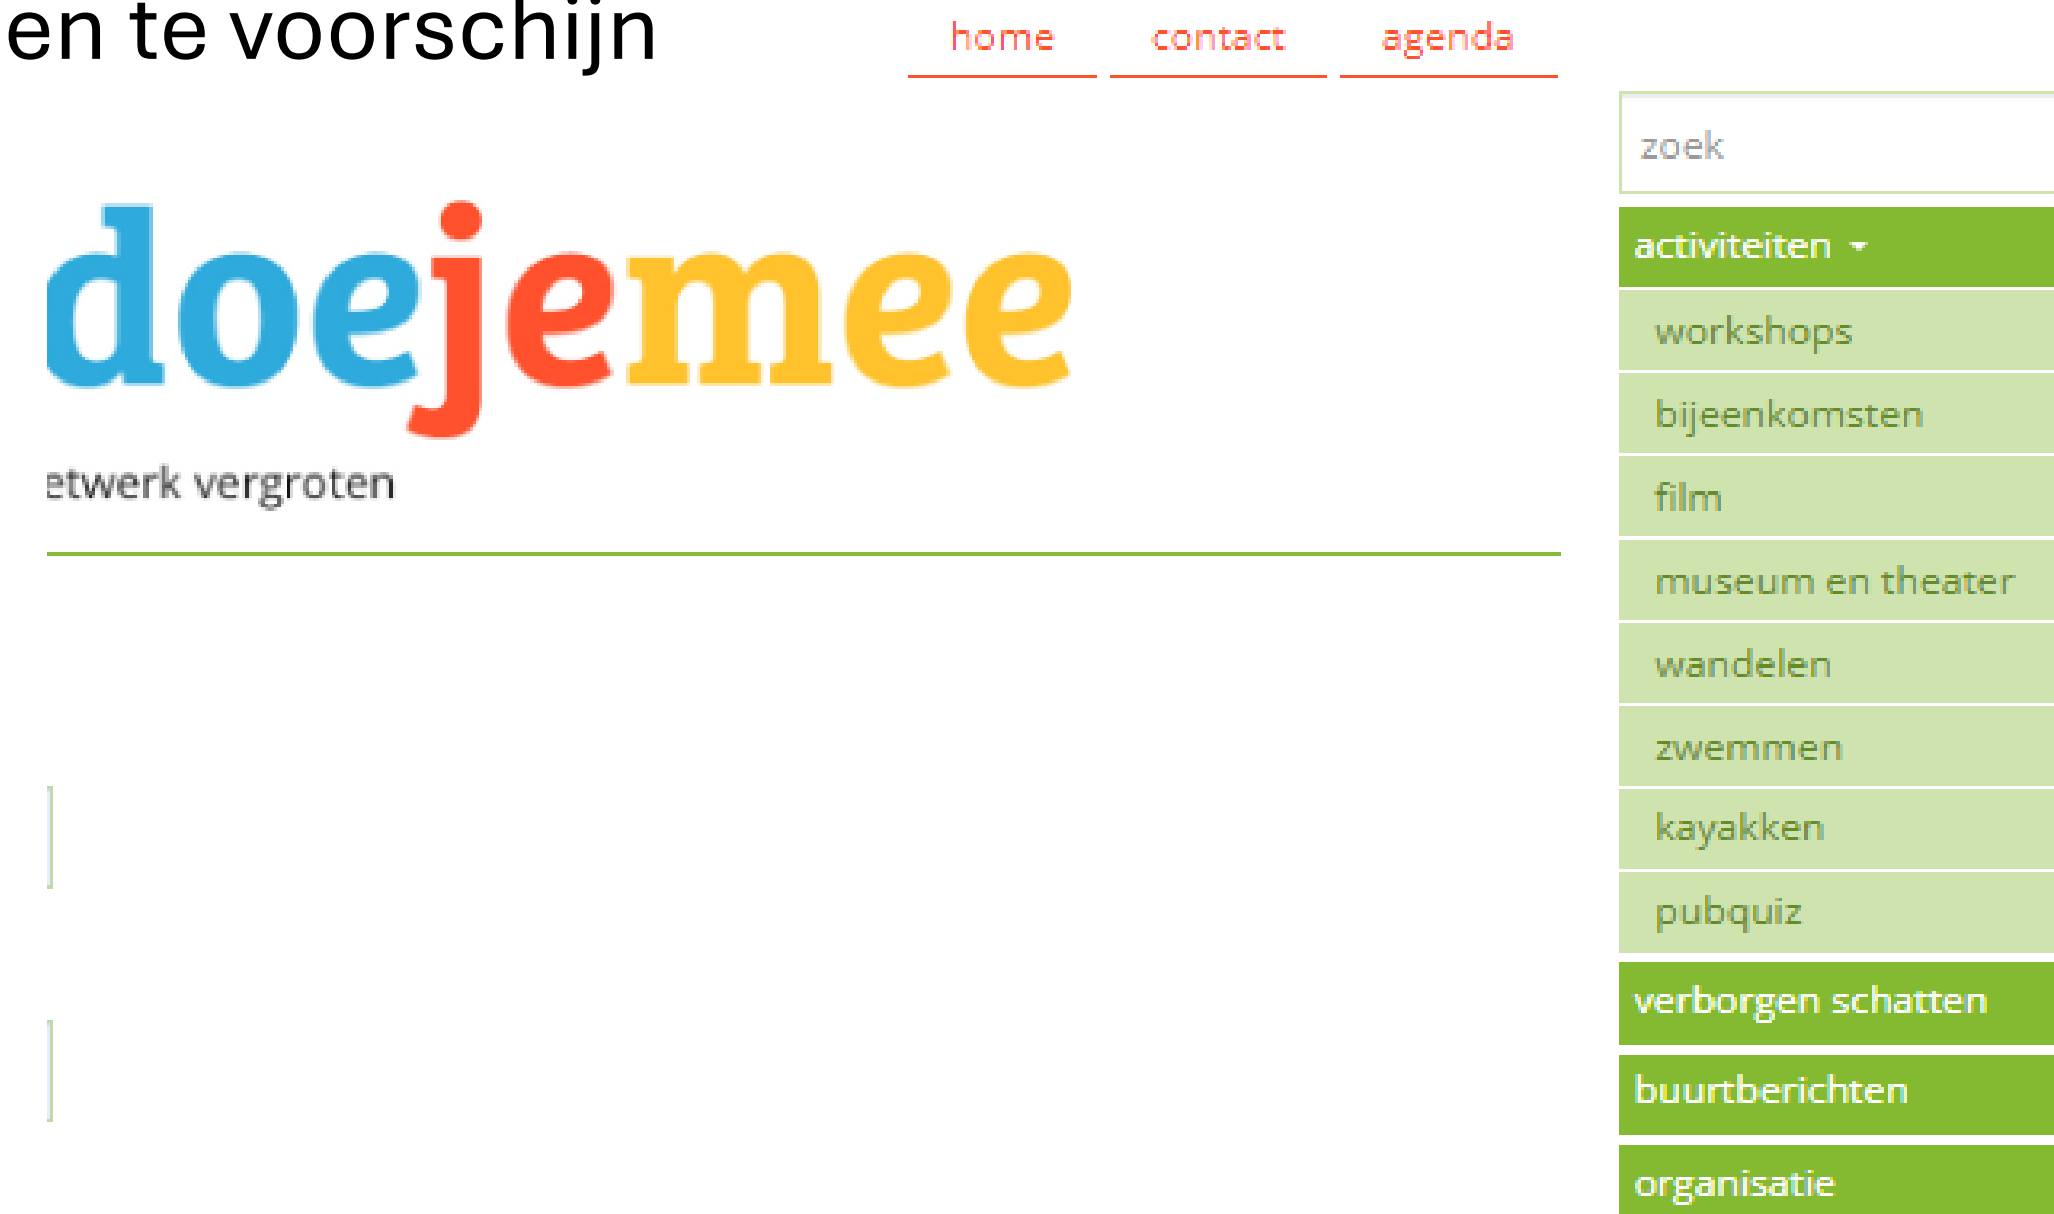 en te voorschijn
home contact agenda
zoek
doejemee
etwerk vergroten
activiteiten
workshops
bijeenkomsten
film
museum en theater
wandelen
zwemmen
kayakken
pubquiz
verborgen schatten
buurtberichten
organisatie